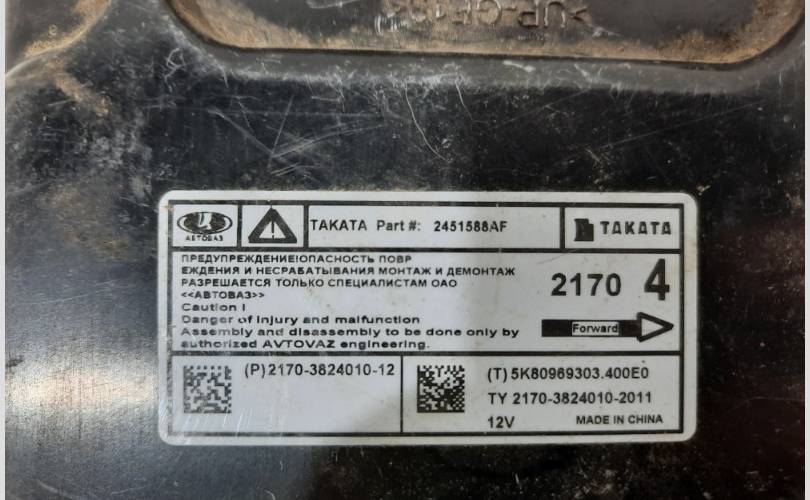 АВТОВАЗ
TAKATA Part #: 2451588AF
TAKATA
ПРЕДУПРЕЖДЕНИЕ!ОПАСНОСТЬ ПОВР
ЕЖДЕНИЯ И НЕСРАБАТЫВАНИЯ МОНТАЖ И ДЕМОНТАЖ
РАЗРЕШАЕТСЯ ТОЛЬКО СПЕЦИАЛИСТАМ ОАО
<<АВТОВАЗ>>
Caution !
Danger of injury and malfunction
Assembly and disassembly to be done only by
authorized AVTOVAZ engineering.
2170 4
Forward
(P) 2170-3824010-12
(T) 5K80969303.400E0
TY 2170-3824010-2011
12V MADE IN CHINA